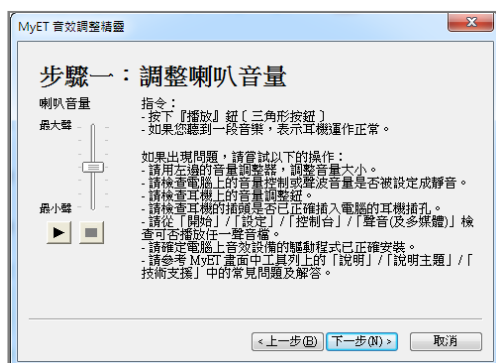 MyET 音效調整精靈
步驟一：調整喇叭音量
喇叭音量
最大聲
最小聲
指令：
- 按下『播放』鈕〔三角形按鈕〕
- 如果您聽到一段音樂，表示耳機運作正常。
如果出現問題，請嘗試以下的操作：
- 請用左邊的音量調整器，調整音量大小。
- 請檢查電腦上的音量控制或聲波音量是否被設定成靜音。
- 請檢查耳機上的音量調整鈕。
- 請檢查耳機的插頭是否已正確插入電腦的耳機插孔。
- 請從「開始」/「設定」/「控制台」/「聲音(及多媒體)」檢
查可否播放任一聲音檔。
- 請確定電腦上音效設備的驅動程式已正確安裝。
- 請參考 MyET 畫面中工具列上的「說明」/「說明主題」/「
技術支援」中的常見問題及解答。
< 上一步(B)
下一步(N) >
取消